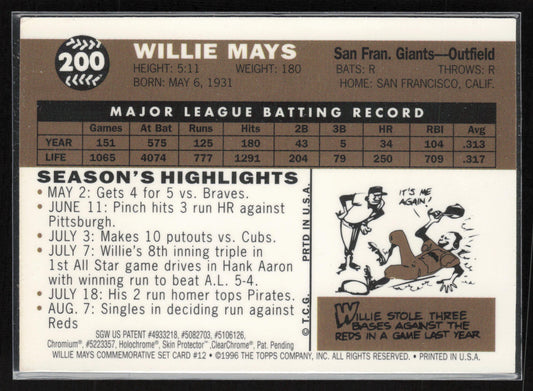 200
WILLIE MAYS
HEIGHT: 5:11 WEIGHT: 180
BORN: MAY 6, 1931
San Fran. Giants—Outfield
BATS: R THROWS: R
HOME: SAN FRANCISCO, CALIF.
MAJOR LEAGUE BATTING RECORD
Games At Bat Runs Hits 2B 3B HR RBI Avg
YEAR 151 575 125 180 43 5 34 104 .313
LIFE 1065 4074 777 1291 204 79 250 709 .317
SEASON'S HIGHLIGHTS
• MAY 2: Gets 4 for 5 vs. Braves.
• JUNE 11: Pinch hits 3 run HR against
Pittsburgh.
• JULY 3: Makes 10 putouts vs. Cubs.
• JULY 7: Willie's 8th inning triple in
1st All Star game drives in Hank Aaron
with winning run to beat A.L. 5-4.
• JULY 18: His 2 run homer tops Pirates.
• AUG. 7: Singles in deciding run against
Reds
© T.C.G. PRTD IN U.S.A.
IT'S ME
AGAIN!
WILLIE STOLE THREE
BASES AGAINST THE
REDS IN A GAME LAST YEAR
SGW US PATENT #4933218, #5082703, #5106126,
Chromium®, #5223357, Holochrome®, Skin Protector™, ClearChrome®, Pat. Pending
WILLIE MAYS COMMEMORATIVE SET CARD #12 • ©1996 THE TOPPS COMPANY, INC. ALL RIGHTS RESERVED. • PRINTED IN U.S.A.